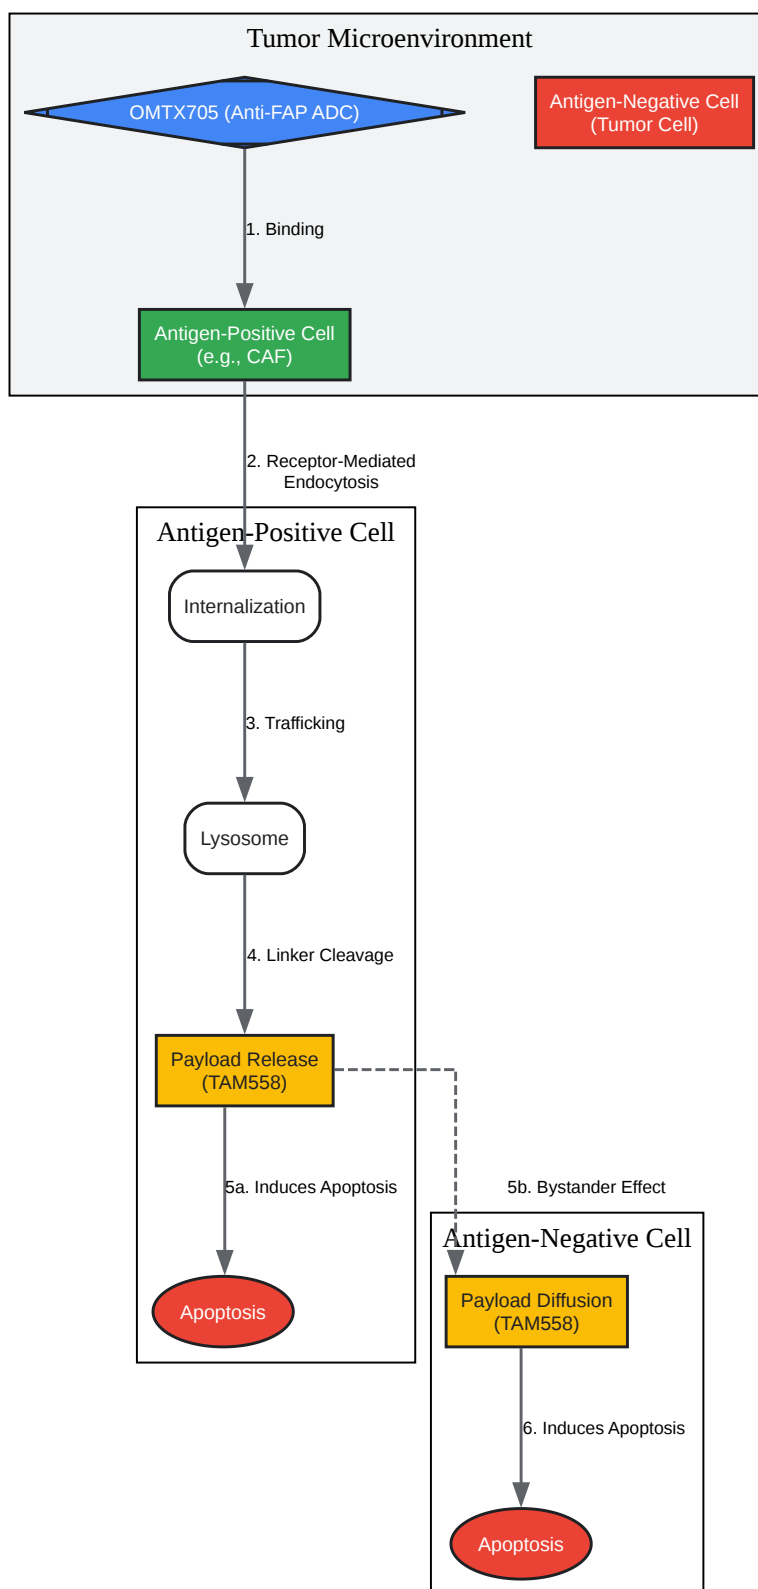 Tumor Microenvironment
OMTX705 (Anti-FAP ADC)
Antigen-Negative Cell
(Tumor Cell)
1. Binding
Antigen-Positive Cell
(e.g., CAF)
2. Receptor-Mediated
Endocytosis
Antigen-Positive Cell
Internalization
3. Trafficking
Lysosome
4. Linker Cleavage
Payload Release
(TAM558)
5a. Induces Apoptosis
5b. Bystander Effect
Antigen-Negative Cell
Apoptosis
Payload Diffusion
(TAM558)
6. Induces Apoptosis
Apoptosis